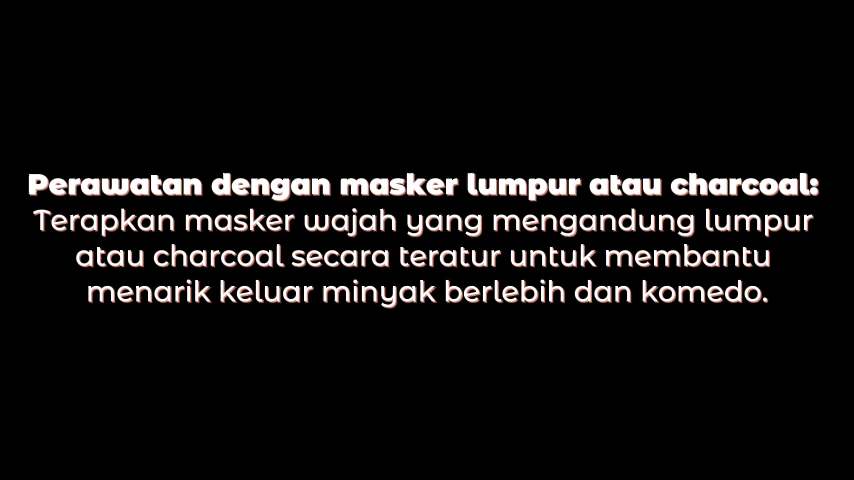 Perawatan dengan masker lumpur atau charcoal:
Terapkan masker wajah yang mengandung lumpur
atau charcoal secara teratur untuk membantu
menarik keluar minyak berlebih dan komedo.